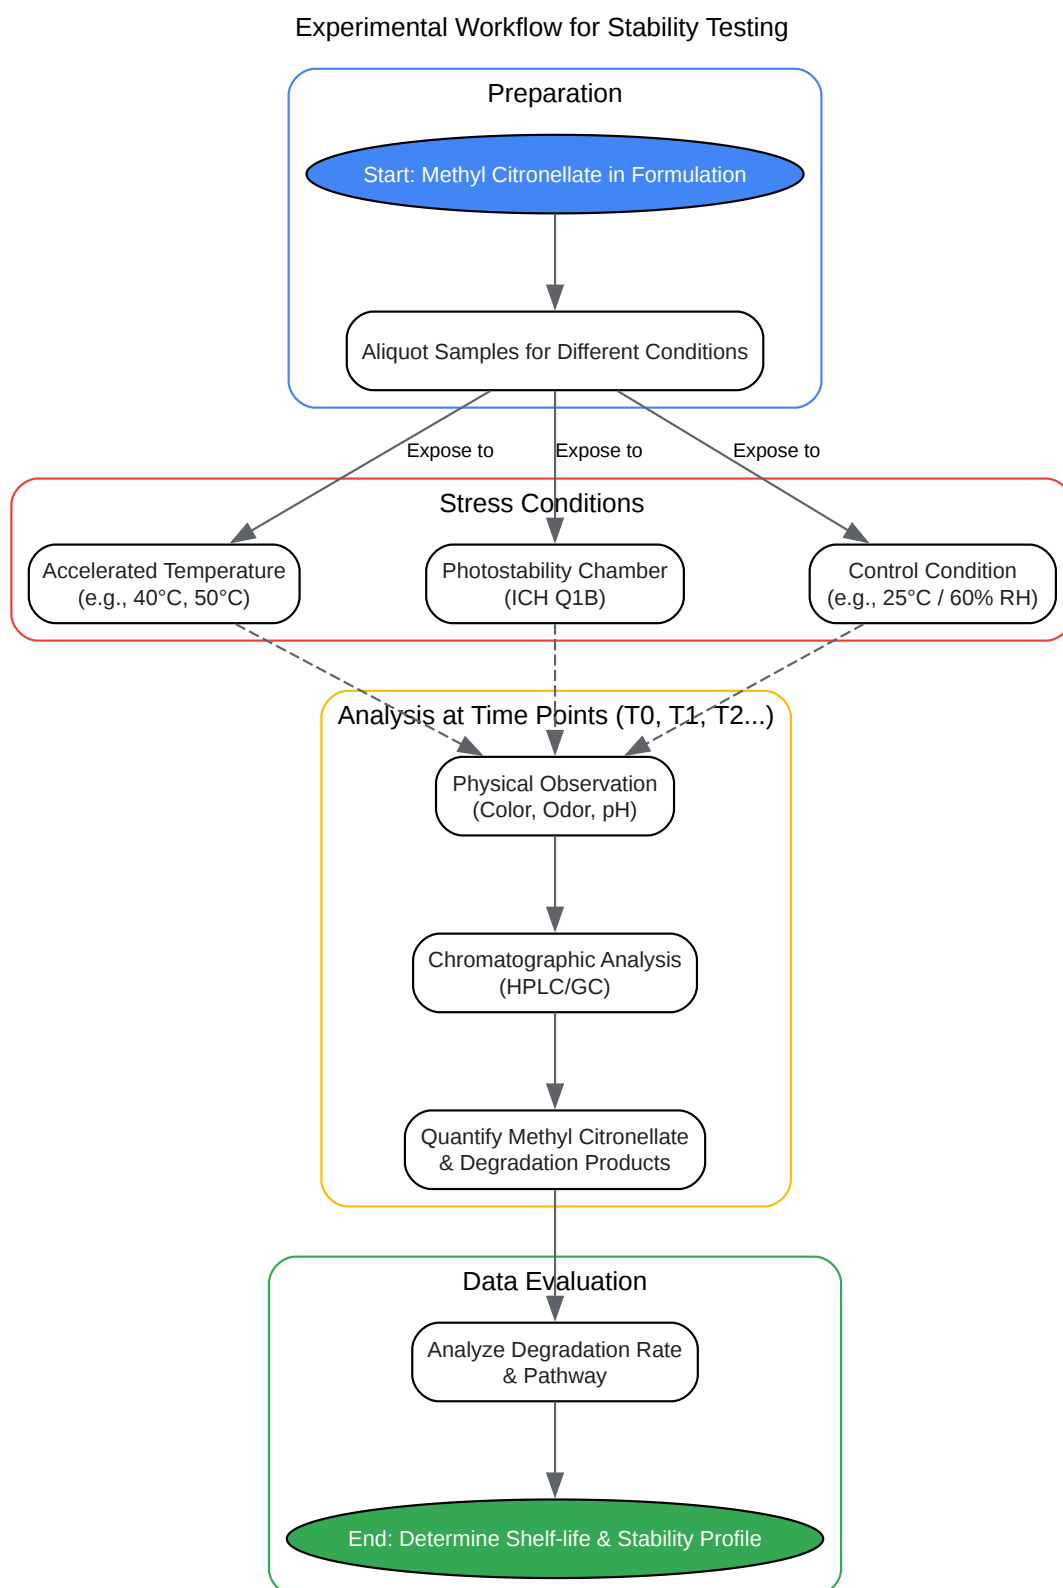 Experimental Workflow for Stability Testing
Preparation
Start: Methyl Citronellate in Formulation
Aliquot Samples for Different Conditions
Expose to
Expose to
Expose to
Stress Conditions
Accelerated Temperature
(e.g., 40°C, 50°C)
Photostability Chamber
(ICH Q1B)
Control Condition
(e.g., 25°C / 60% RH)
Analysis at Time Points (T0, T1, T2...)
Physical Observation
(Color, Odor, pH)
Chromatographic Analysis
(HPLC/GC)
Quantify Methyl Citronellate
& Degradation Products
Data Evaluation
Analyze Degradation Rate
& Pathway
End: Determine Shelf-life & Stability Profile